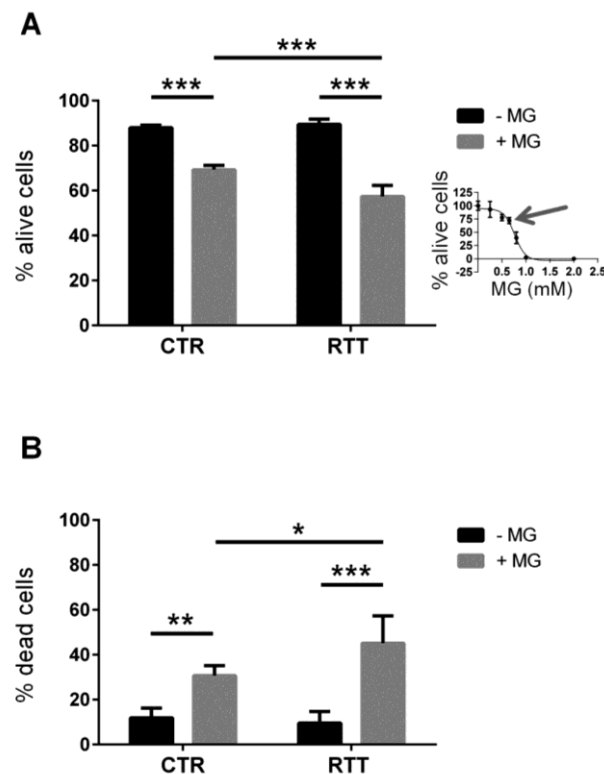 A
***
*** ***
100
80
60
40
20
0
% alive cells
CTR RTT
- MG
+ MG
% alive cells
125
100
75
50
25
0
-25
0.5 1.0 1.5 2.0 2.5
MG (mM)
B
*
** ***
100
80
60
40
20
0
% dead cells
CTR RTT
- MG
+ MG